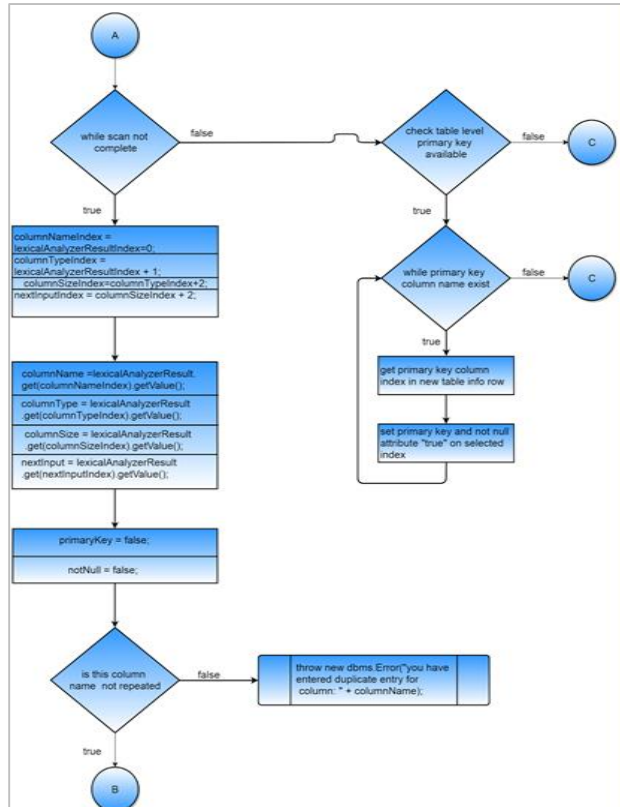 A
while scan not
complete
false
true
columnNameIndex =
lexicalAnalyzerResultIndex=0;
columnTypeIndex =
lexicalAnalyzerResultIndex + 1;
columnSizeIndex=columnTypeIndex+2;
nextInputIndex = columnSizeIndex + 2;
columnName =lexicalAnalyzerResult.
get(columnNameIndex).getValue();
columnType = lexicalAnalyzerResult
.get(columnTypeIndex).getValue();
columnSize = lexicalAnalyzerResult
.get(columnSizeIndex).getValue();
nextInput = lexicalAnalyzerResult
.get(nextInputIndex).getValue();
primaryKey = false;
notNull = false;
is this column
name not repeated
false
throw new dbms.Error("you have
entered duplicate entry for
column: " + columnName);
true
B
check table level
primary key
available
false
C
true
while primary key
column name exist
false
C
true
get primary key column
index in new table info row
set primary key and not null
attribute "true" on selected
index